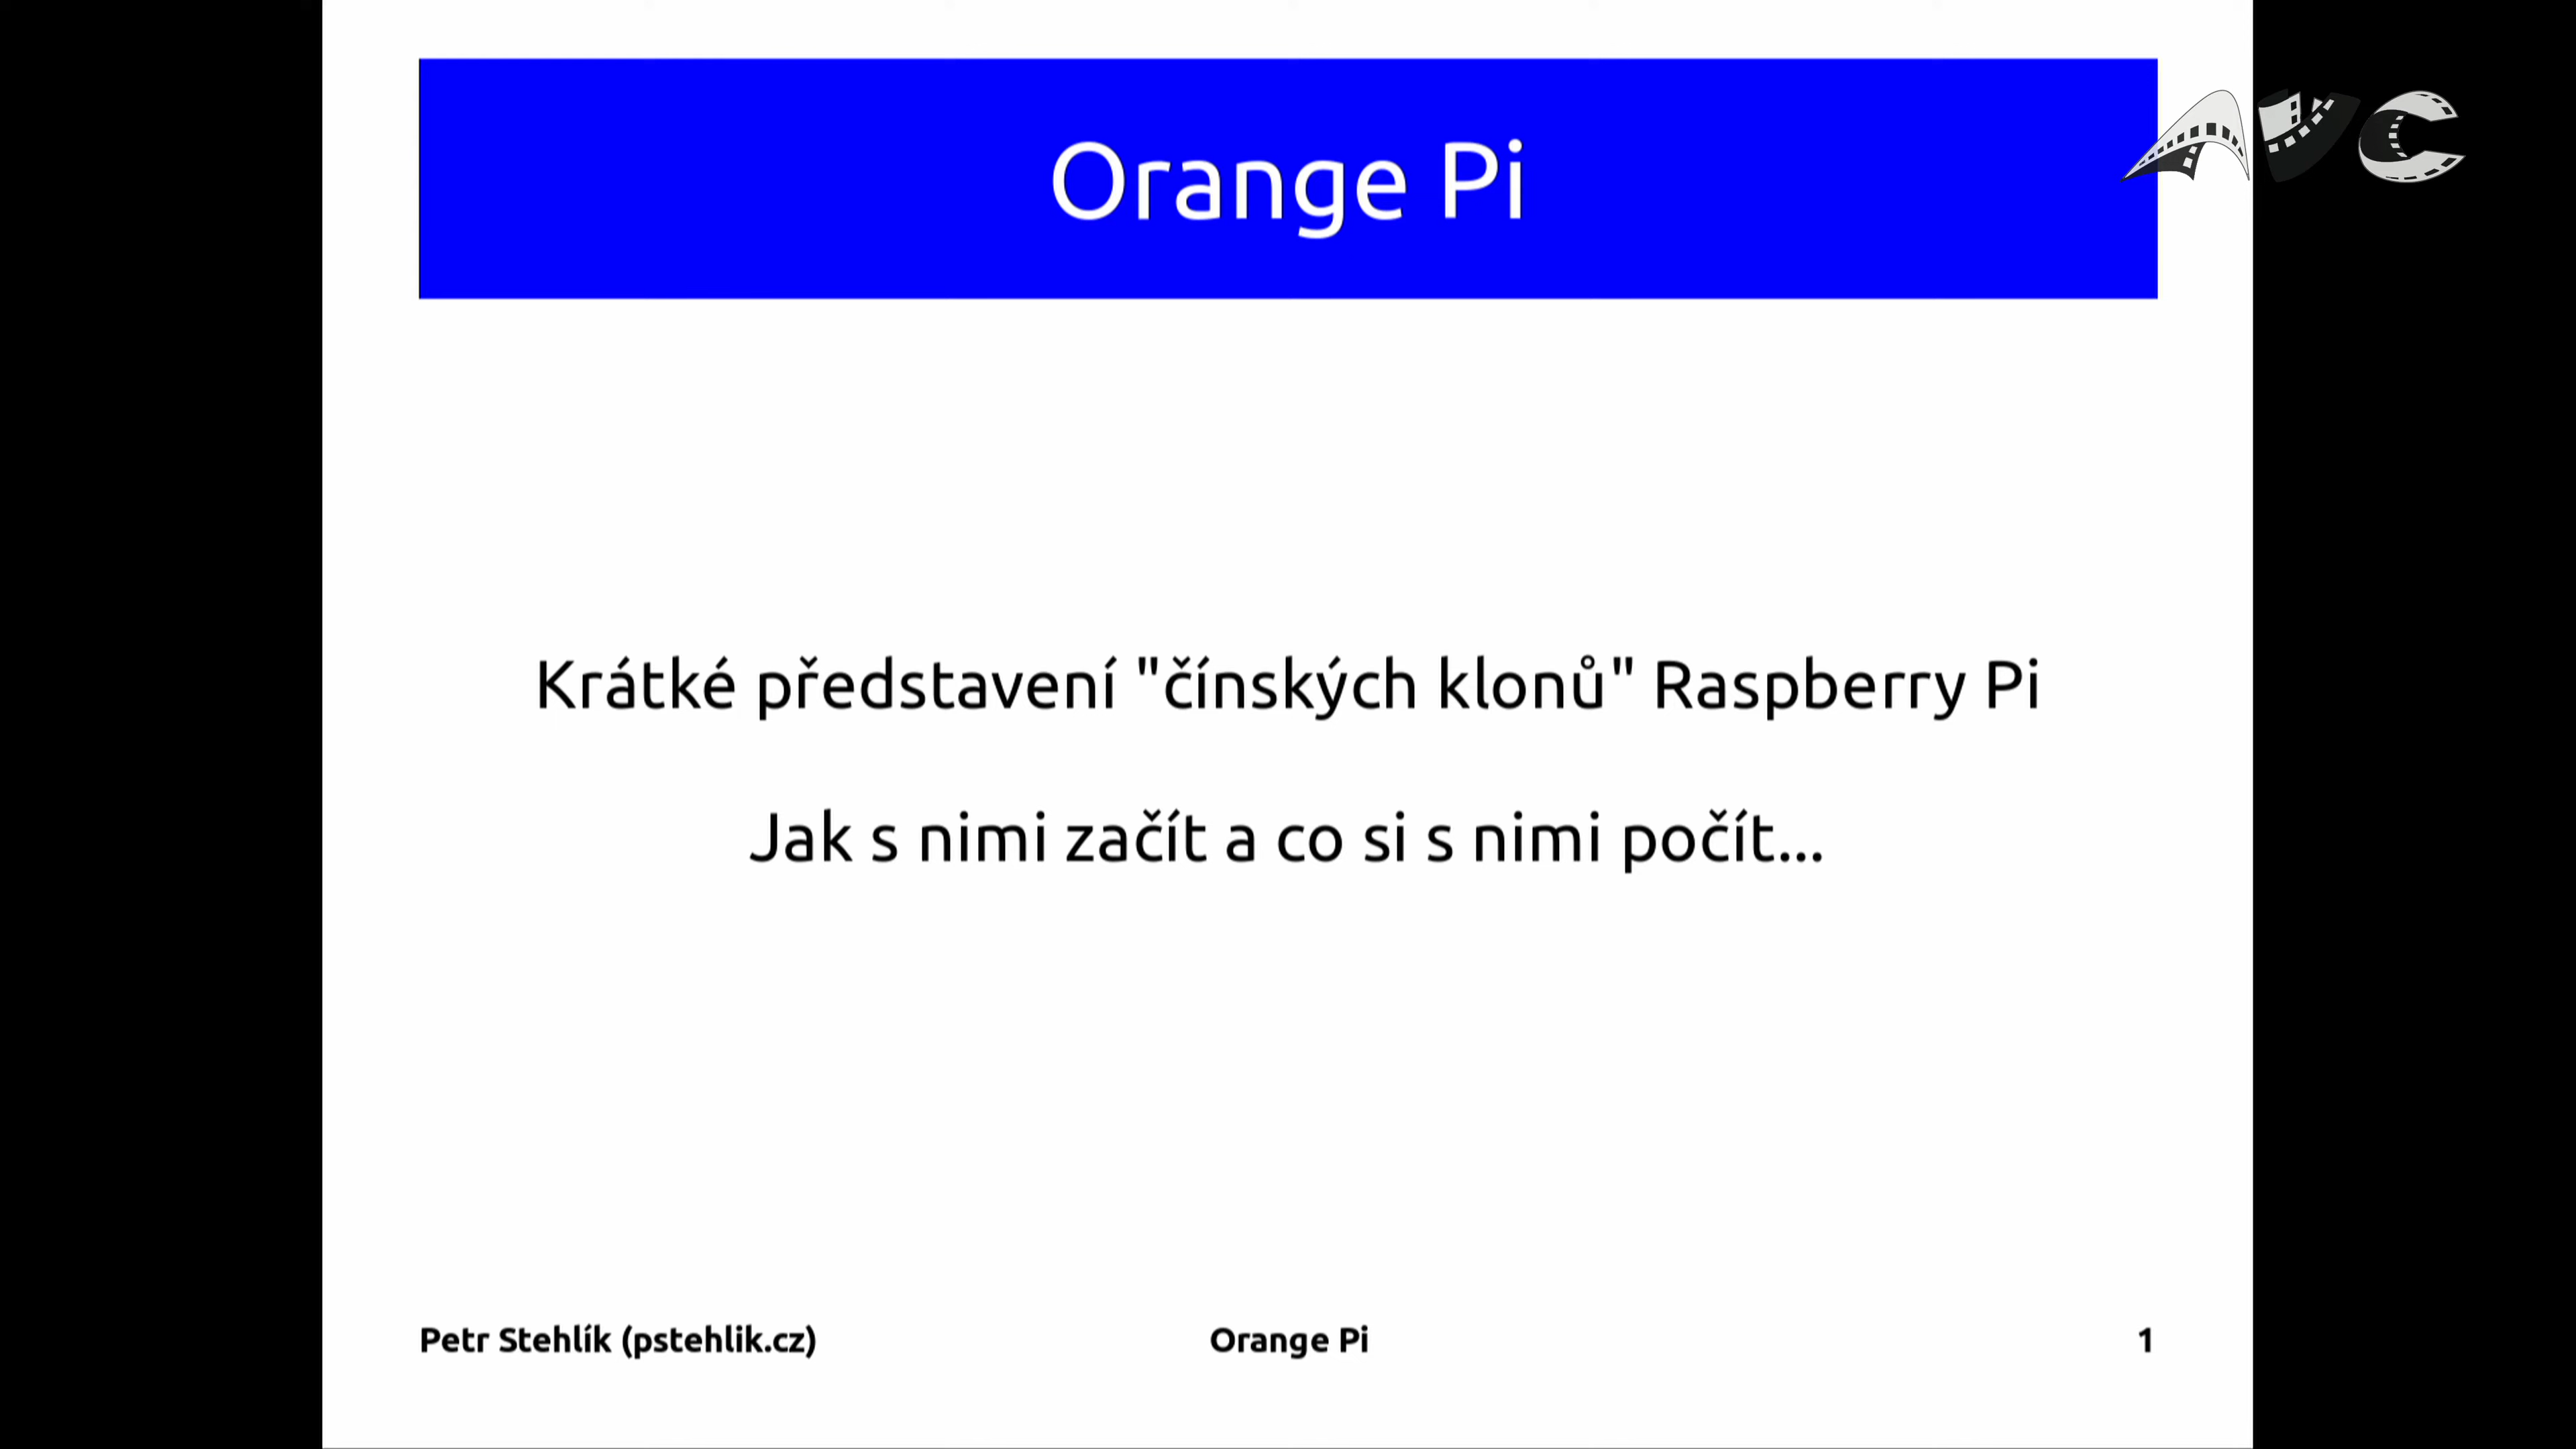 Orange Pi
AVC
Krátké představení "čínských klonů" Raspberry Pi
Jak s nimi začít a co si s nimi počít...
Petr Stehlík (pstehlik.cz)
Orange Pi
1